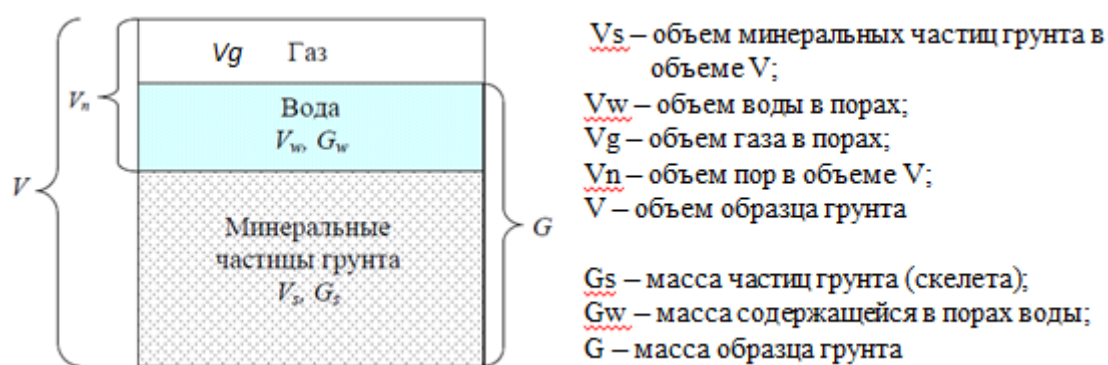 Vg Газ
Vn
Вода
Vw, Gw
V
Минеральные
частицы грунта
Vs, Gs
G
Vs – объем минеральных частиц грунта в
объеме V;
Vw – объем воды в порах;
Vg – объем газа в порах;
Vn – объем пор в объеме V;
V – объем образца грунта
Gs – масса частиц грунта (скелета);
Gw – масса содержащейся в порах воды;
G – масса образца грунта